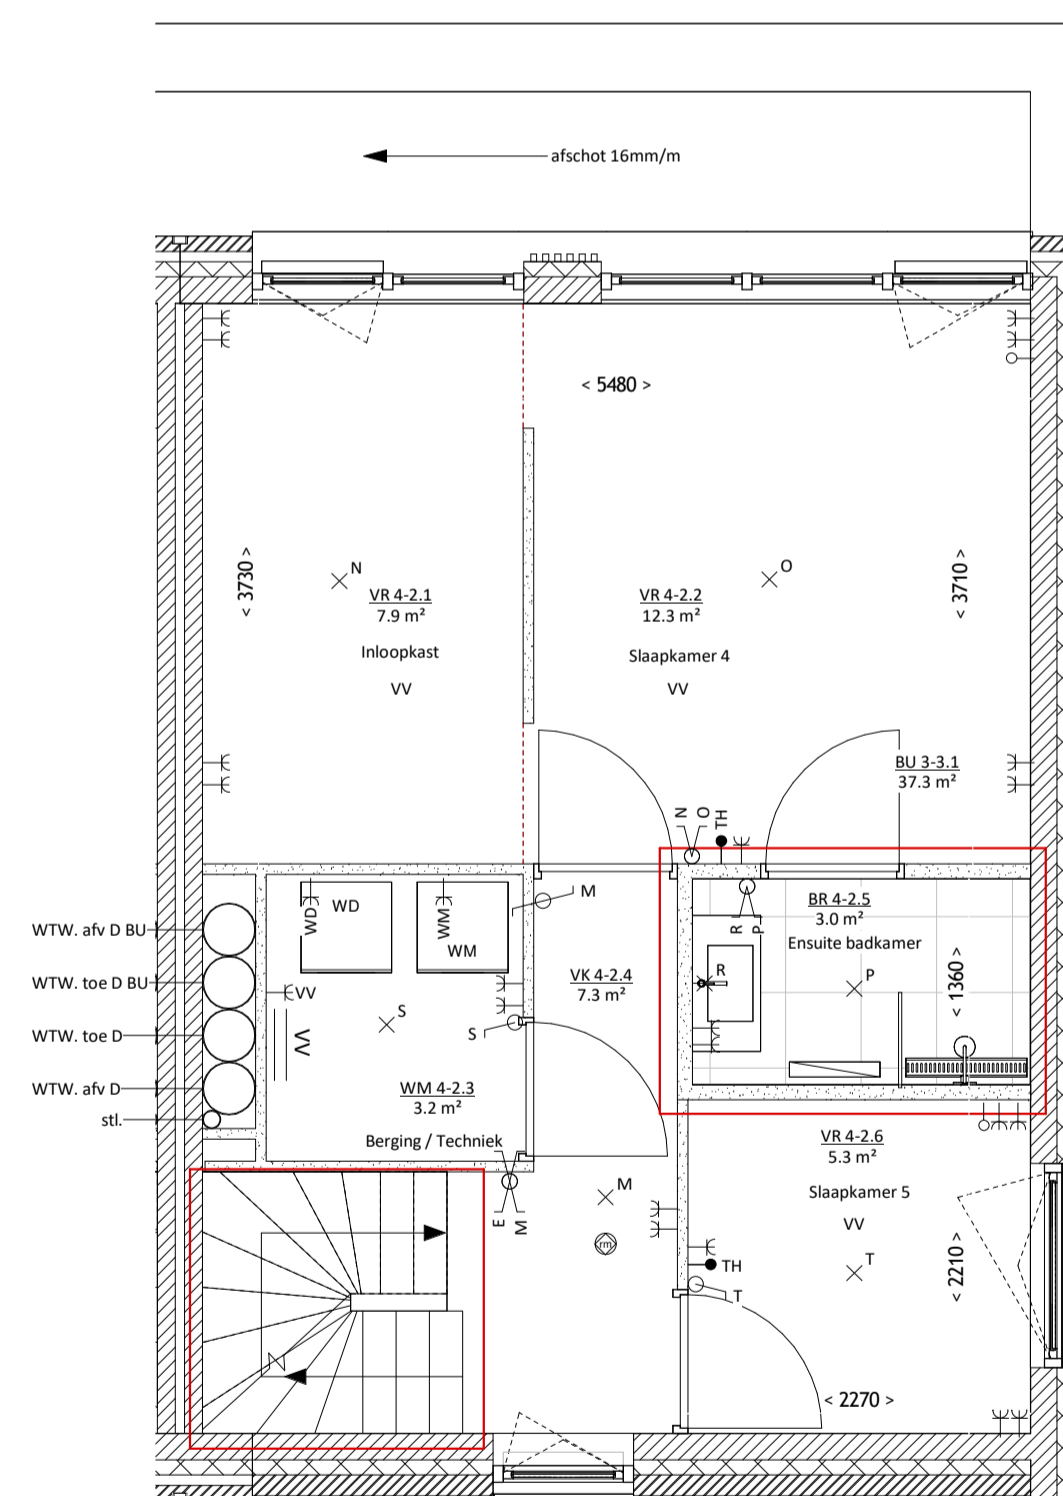 afschot 16mm/m
< 5480 >
< 3730 >
N
VR 4-2.1
7.9 m²
Inloopkast
VV
O
VR 4-2.2
12.3 m²
Slaapkamer 4
VV
< 3710 >
BU 3-3.1
37.3 m²
N
O
TH
WTW. afv D BU
WTW. toe D BU
WTW. toe D
WTW. afv D
stl.
WD
WD
WM
WM
M
VV
VV
S
S
WM 4-2.3
3.2 m²
Berging / Techniek
VK 4-2.4
7.3 m²
E
M
M
rm
R
P
BR 4-2.5
3.0 m²
Ensuite badkamer
R
P
< 1360 >
VR 4-2.6
5.3 m²
Slaapkamer 5
VV
T
TH
T
< 2210 >
< 2270 >